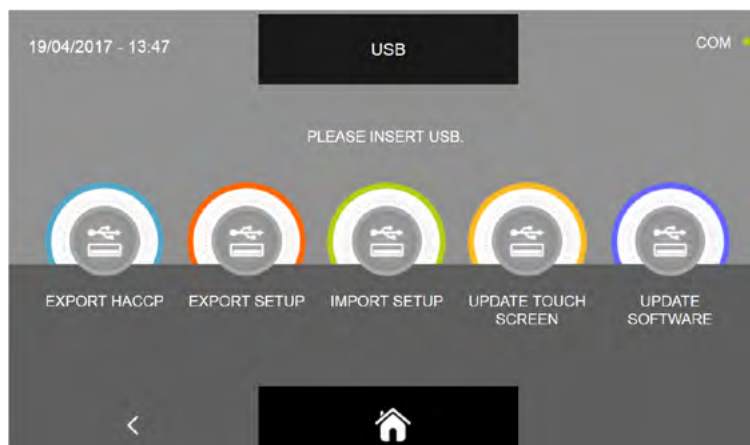 19/04/2017 - 13:47
USB
COM
PLEASE INSERT USB.
EXPORT HACCP
EXPORT SETUP
IMPORT SETUP
UPDATE TOUCH
SCREEN
UPDATE
SOFTWARE